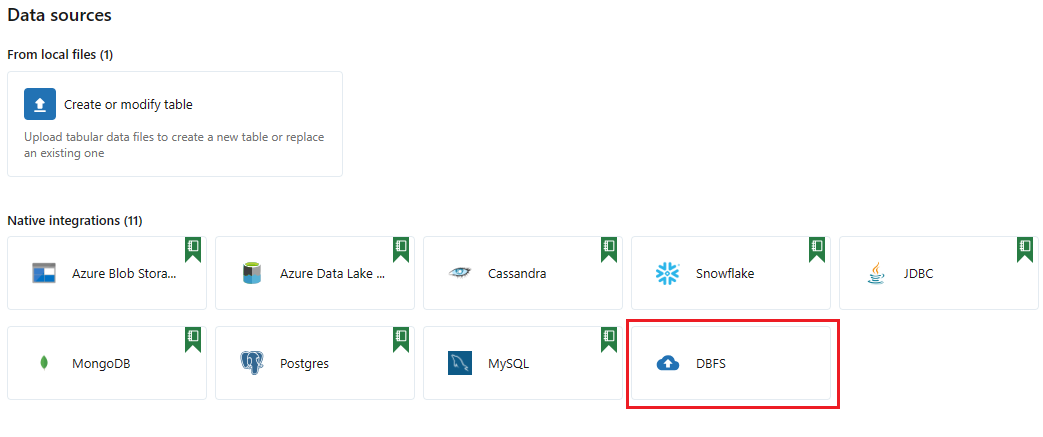 Data sources
From local files (1)
Create or modify table
Upload tabular data files to create a new table or replace
an existing one
Native integrations (11)
Azure Blob Stora...
Azure Data Lake ...
Cassandra
Snowflake
JDBC
MongoDB
Postgres
MySQL
DBFS